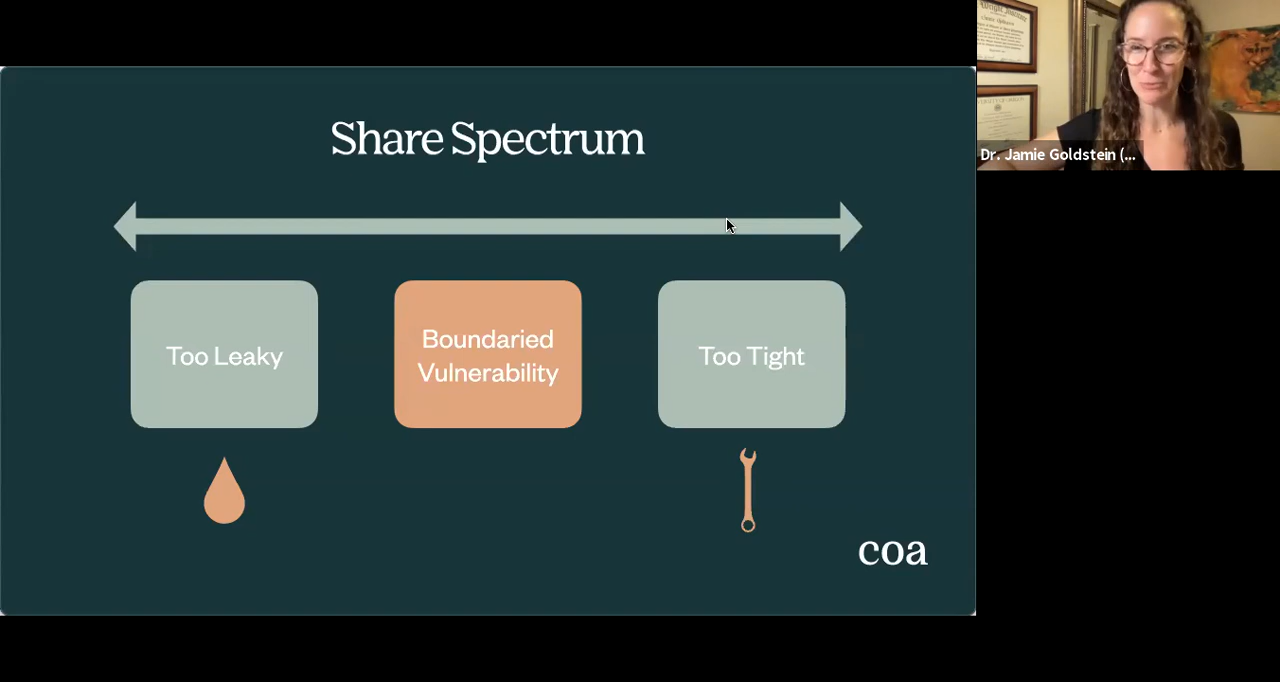 Share Spectrum
Too Leaky
Boundaried
Vulnerability
Too Tight
coa
Dr. Jamie Goldstein (...